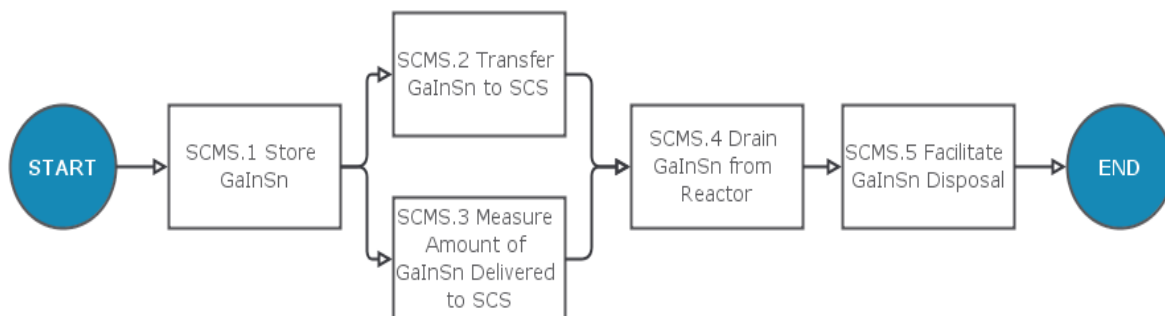 START
SCMS.1 Store
GaInSn
SCMS.2 Transfer
GaInSn to SCS
SCMS.3 Measure
Amount of
GaInSn Delivered
to SCS
SCMS.4 Drain
GaInSn from
Reactor
SCMS.5 Facilitate
GaInSn Disposal
END